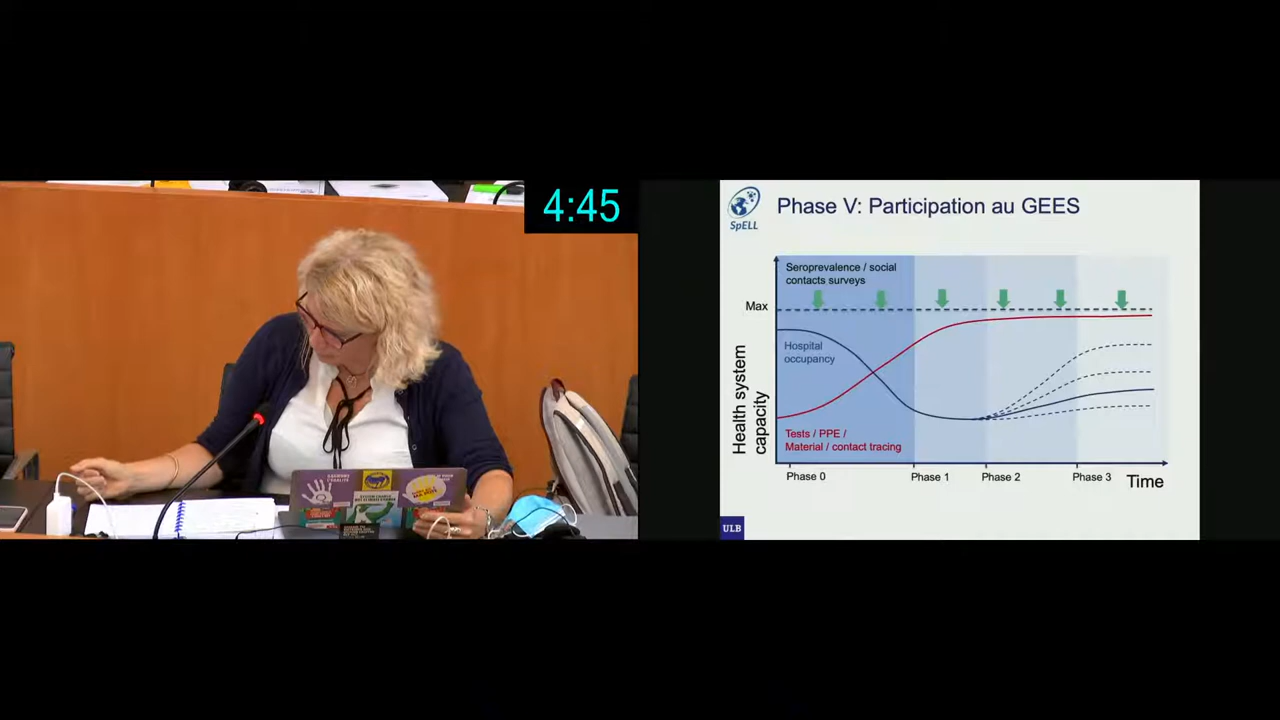 4:45
SpELL
Phase V: Participation au GEES
Seroprevalence / social
contacts surveys
Max
Hospital
occupancy
Health system
capacity
Tests / PPE /
Material / contact tracing
Phase 0
Phase 1
Phase 2
Phase 3
Time
ULB